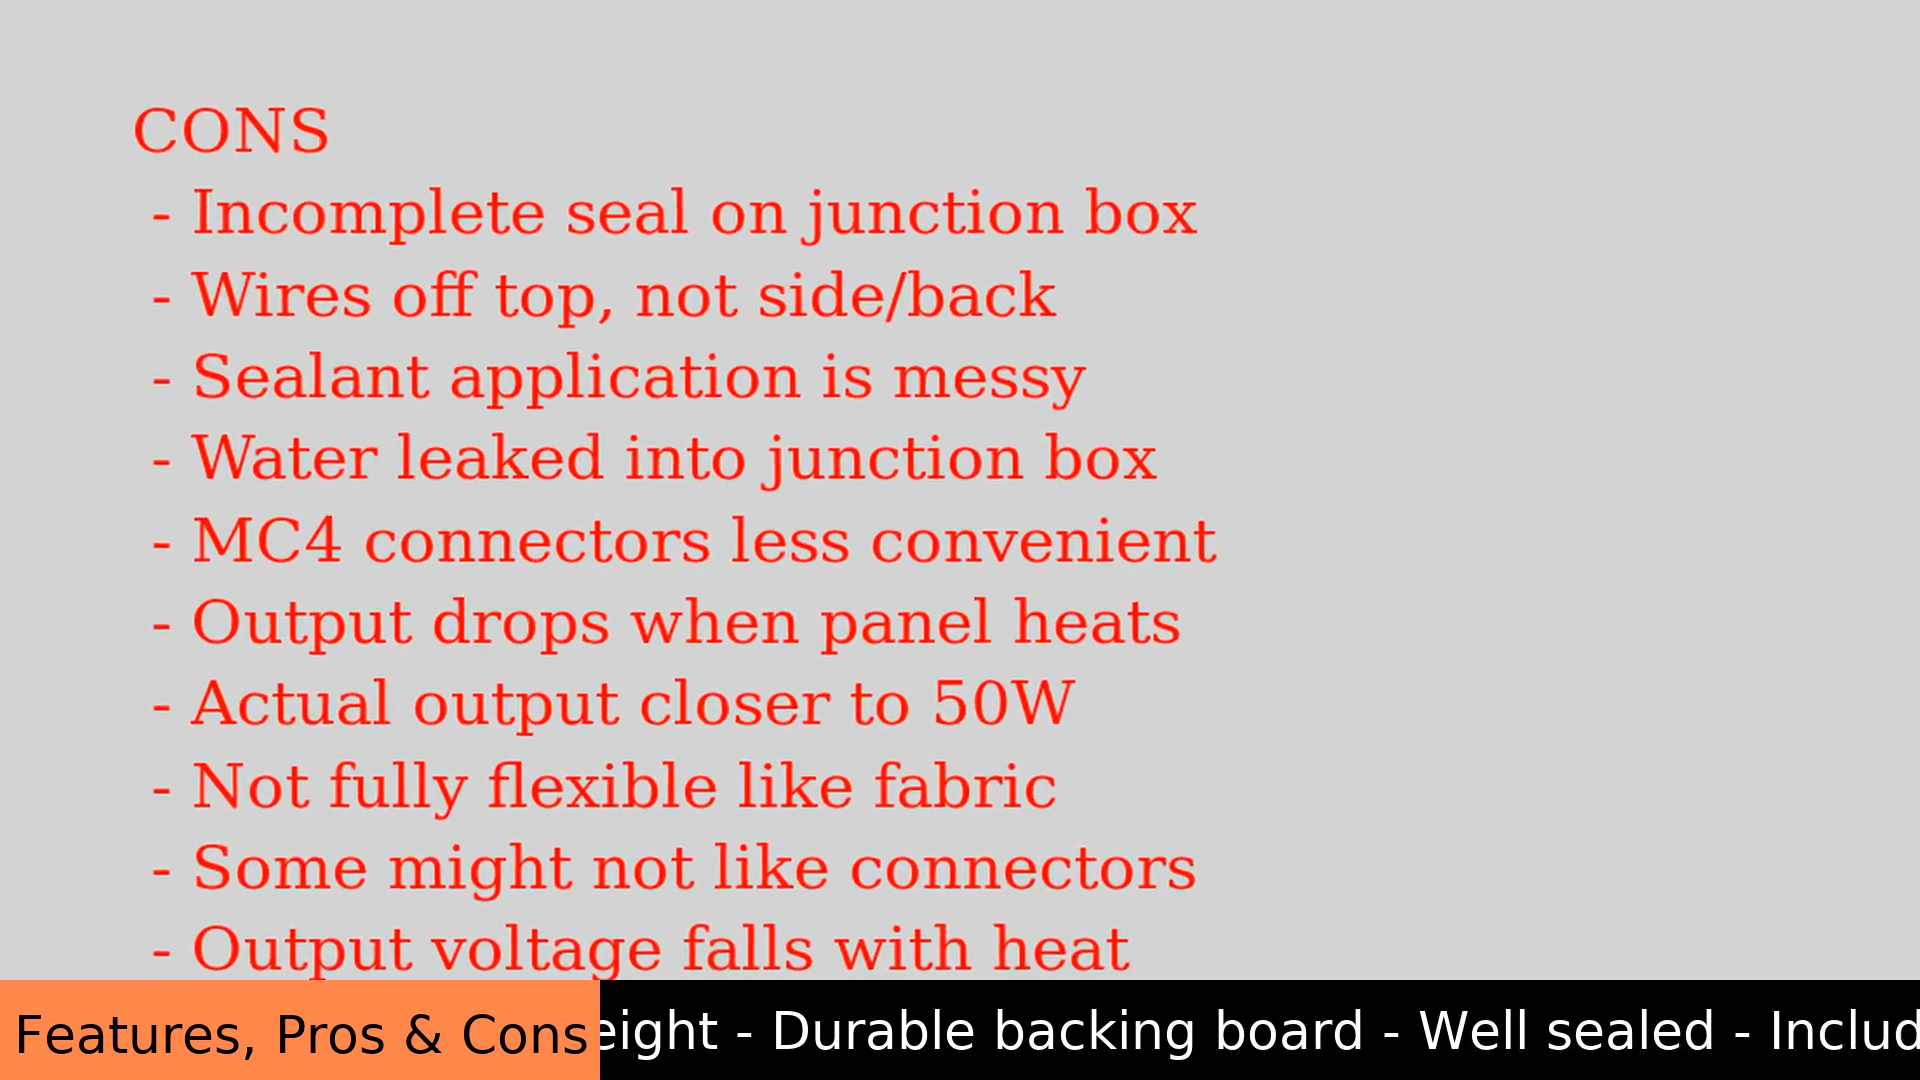 CONS
- Incomplete seal on junction box
- Wires off top, not side/back
- Sealant application is messy
- Water leaked into junction box
- MC4 connectors less convenient
- Output drops when panel heats
- Actual output closer to 50W
- Not fully flexible like fabric
- Some might not like connectors
- Output voltage falls with heat
Features, Pros & Cons
eight - Durable backing board - Well sealed - Includ